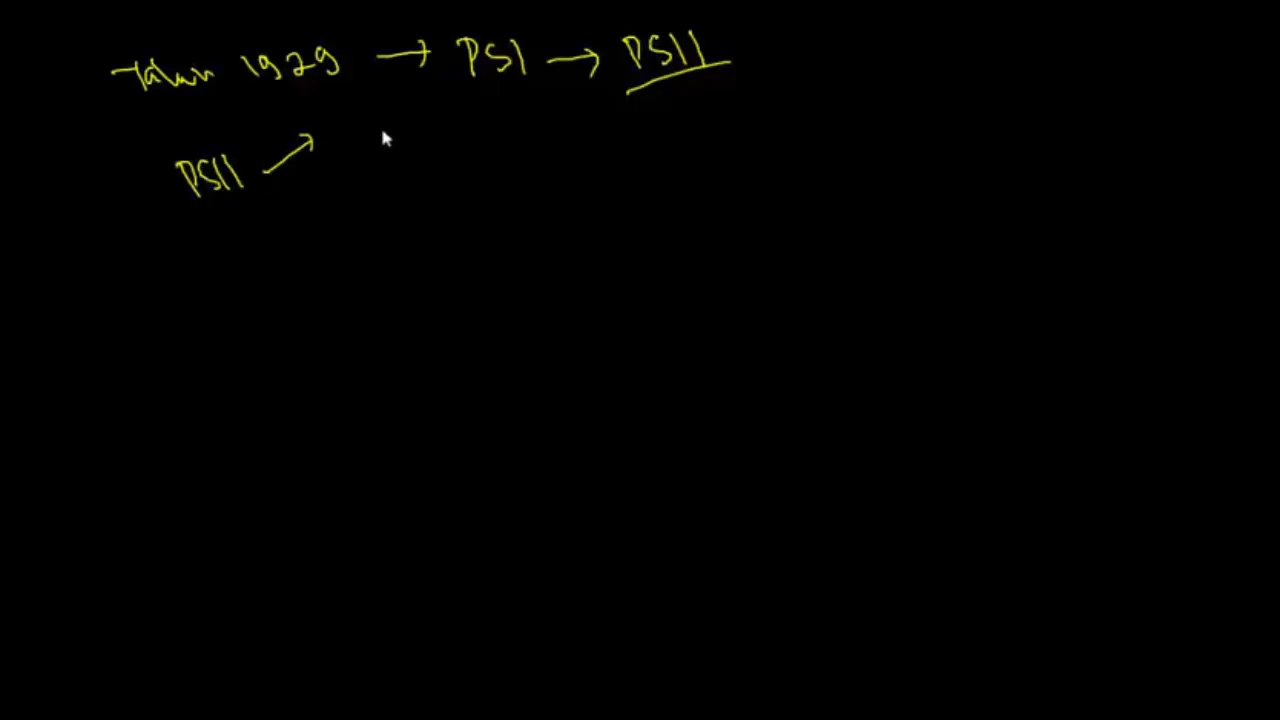 Tahun 1929 → PSI → PSII
PSII →